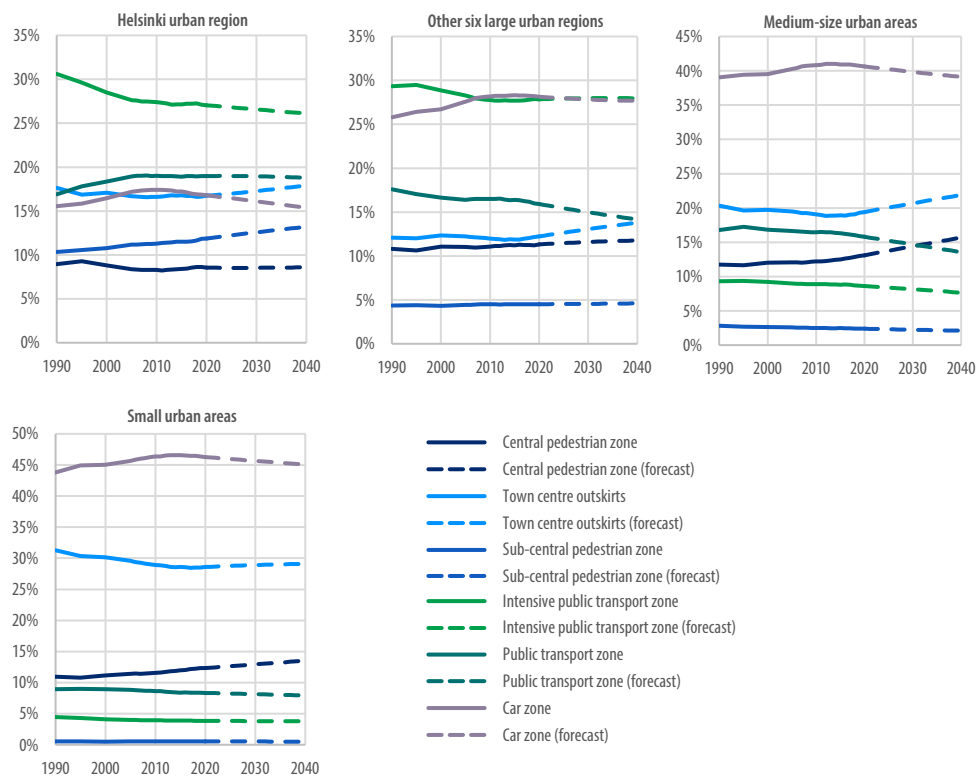 Helsinki urban region
35%
30%
25%
20%
15%
10%
5%
0%
1990 2000 2010 2020 2030 2040
Other six large urban regions
35%
30%
25%
20%
15%
10%
5%
0%
1990 2000 2010 2020 2030 2040
Medium-size urban areas
45%
40%
35%
30%
25%
20%
15%
10%
5%
0%
1990 2000 2010 2020 2030 2040
Small urban areas
50%
45%
40%
35%
30%
25%
20%
15%
10%
5%
0%
1990 2000 2010 2020 2030 2040
Central pedestrian zone
Central pedestrian zone (forecast)
Town centre outskirts
Town centre outskirts (forecast)
Sub-central pedestrian zone
Sub-central pedestrian zone (forecast)
Intensive public transport zone
Intensive public transport zone (forecast)
Public transport zone
Public transport zone (forecast)
Car zone
Car zone (forecast)